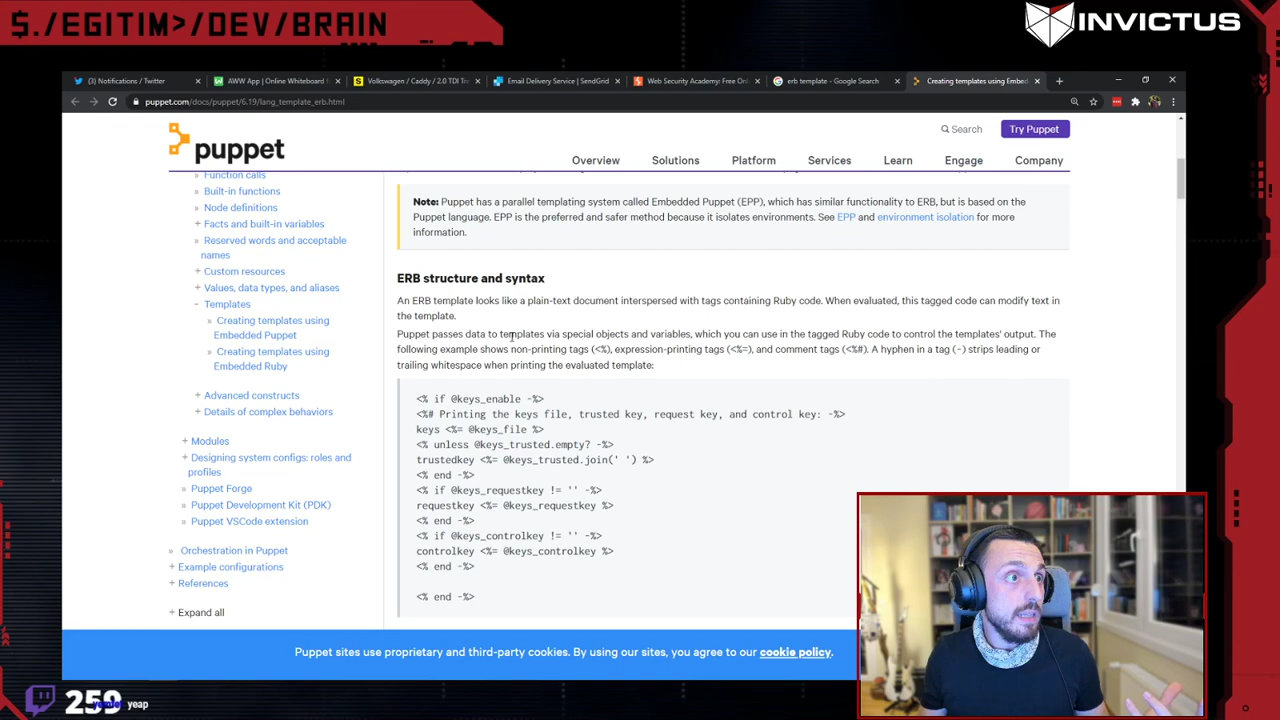 $./EGITIM>/DEV/BRAIN
INVICTUS
(3) Notifications / Twitter
AWW App | Online Whiteboard
Volkswagen / Caddy / 2.0 TDI Tr
Email Delivery Service | SendGrid
Web Security Academy: Free On
erb template - Google Search
Creating templates using Embed
puppet.com/docs/puppet/6.19/lang_template_erb.html
puppet
Search
Try Puppet
Overview
Solutions
Platform
Services
Learn
Engage
Company
» Function calls
» Built-in functions
» Node definitions
+ Facts and built-in variables
» Reserved words and acceptable
names
+ Custom resources
+ Values, data types, and aliases
− Templates
» Creating templates using
Embedded Puppet
» Creating templates using
Embedded Ruby
+ Advanced constructs
+ Details of complex behaviors
+ Modules
+ Designing system configs: roles and
profiles
» Puppet Forge
» Puppet Development Kit (PDK)
» Puppet VSCode extension
» Orchestration in Puppet
+ Example configurations
+ References
+ Expand all
Note: Puppet has a parallel templating system called Embedded Puppet (EPP), which has similar functionality to ERB, but is based on the
Puppet language. EPP is the preferred and safer method because it isolates environments. See EPP and environment isolation for more
information.
ERB structure and syntax
An ERB template looks like a plain-text document interspersed with tags containing Ruby code. When evaluated, this tagged code can modify text in
the template.
Puppet passes data to templates via special objects and variables, which you can use in the tagged Ruby code to control the templates' output. The
following example shows non-printing tags (<%), expression-printing tags (<%=), and comment tags (<%#). A hyphen in a tag (-) strips leading or
trailing whitespace when printing the evaluated template:
<% if @keys_enable -%>
<%# Printing the keys file, trusted key, request key, and control key: -%>
keys <%= @keys_file %>
<% unless @keys_trusted.empty? -%>
trustedkey <%= @keys_trusted.join(' ') %>
<% end -%>
<% if @keys_requestkey != '' -%>
requestkey <%= @keys_requestkey %>
<% end -%>
<% if @keys_controlkey != '' -%>
controlkey <%= @keys_controlkey %>
<% end -%>
<% end -%>
Puppet sites use proprietary and third-party cookies. By using our sites, you agree to our cookie policy.
259
yeap